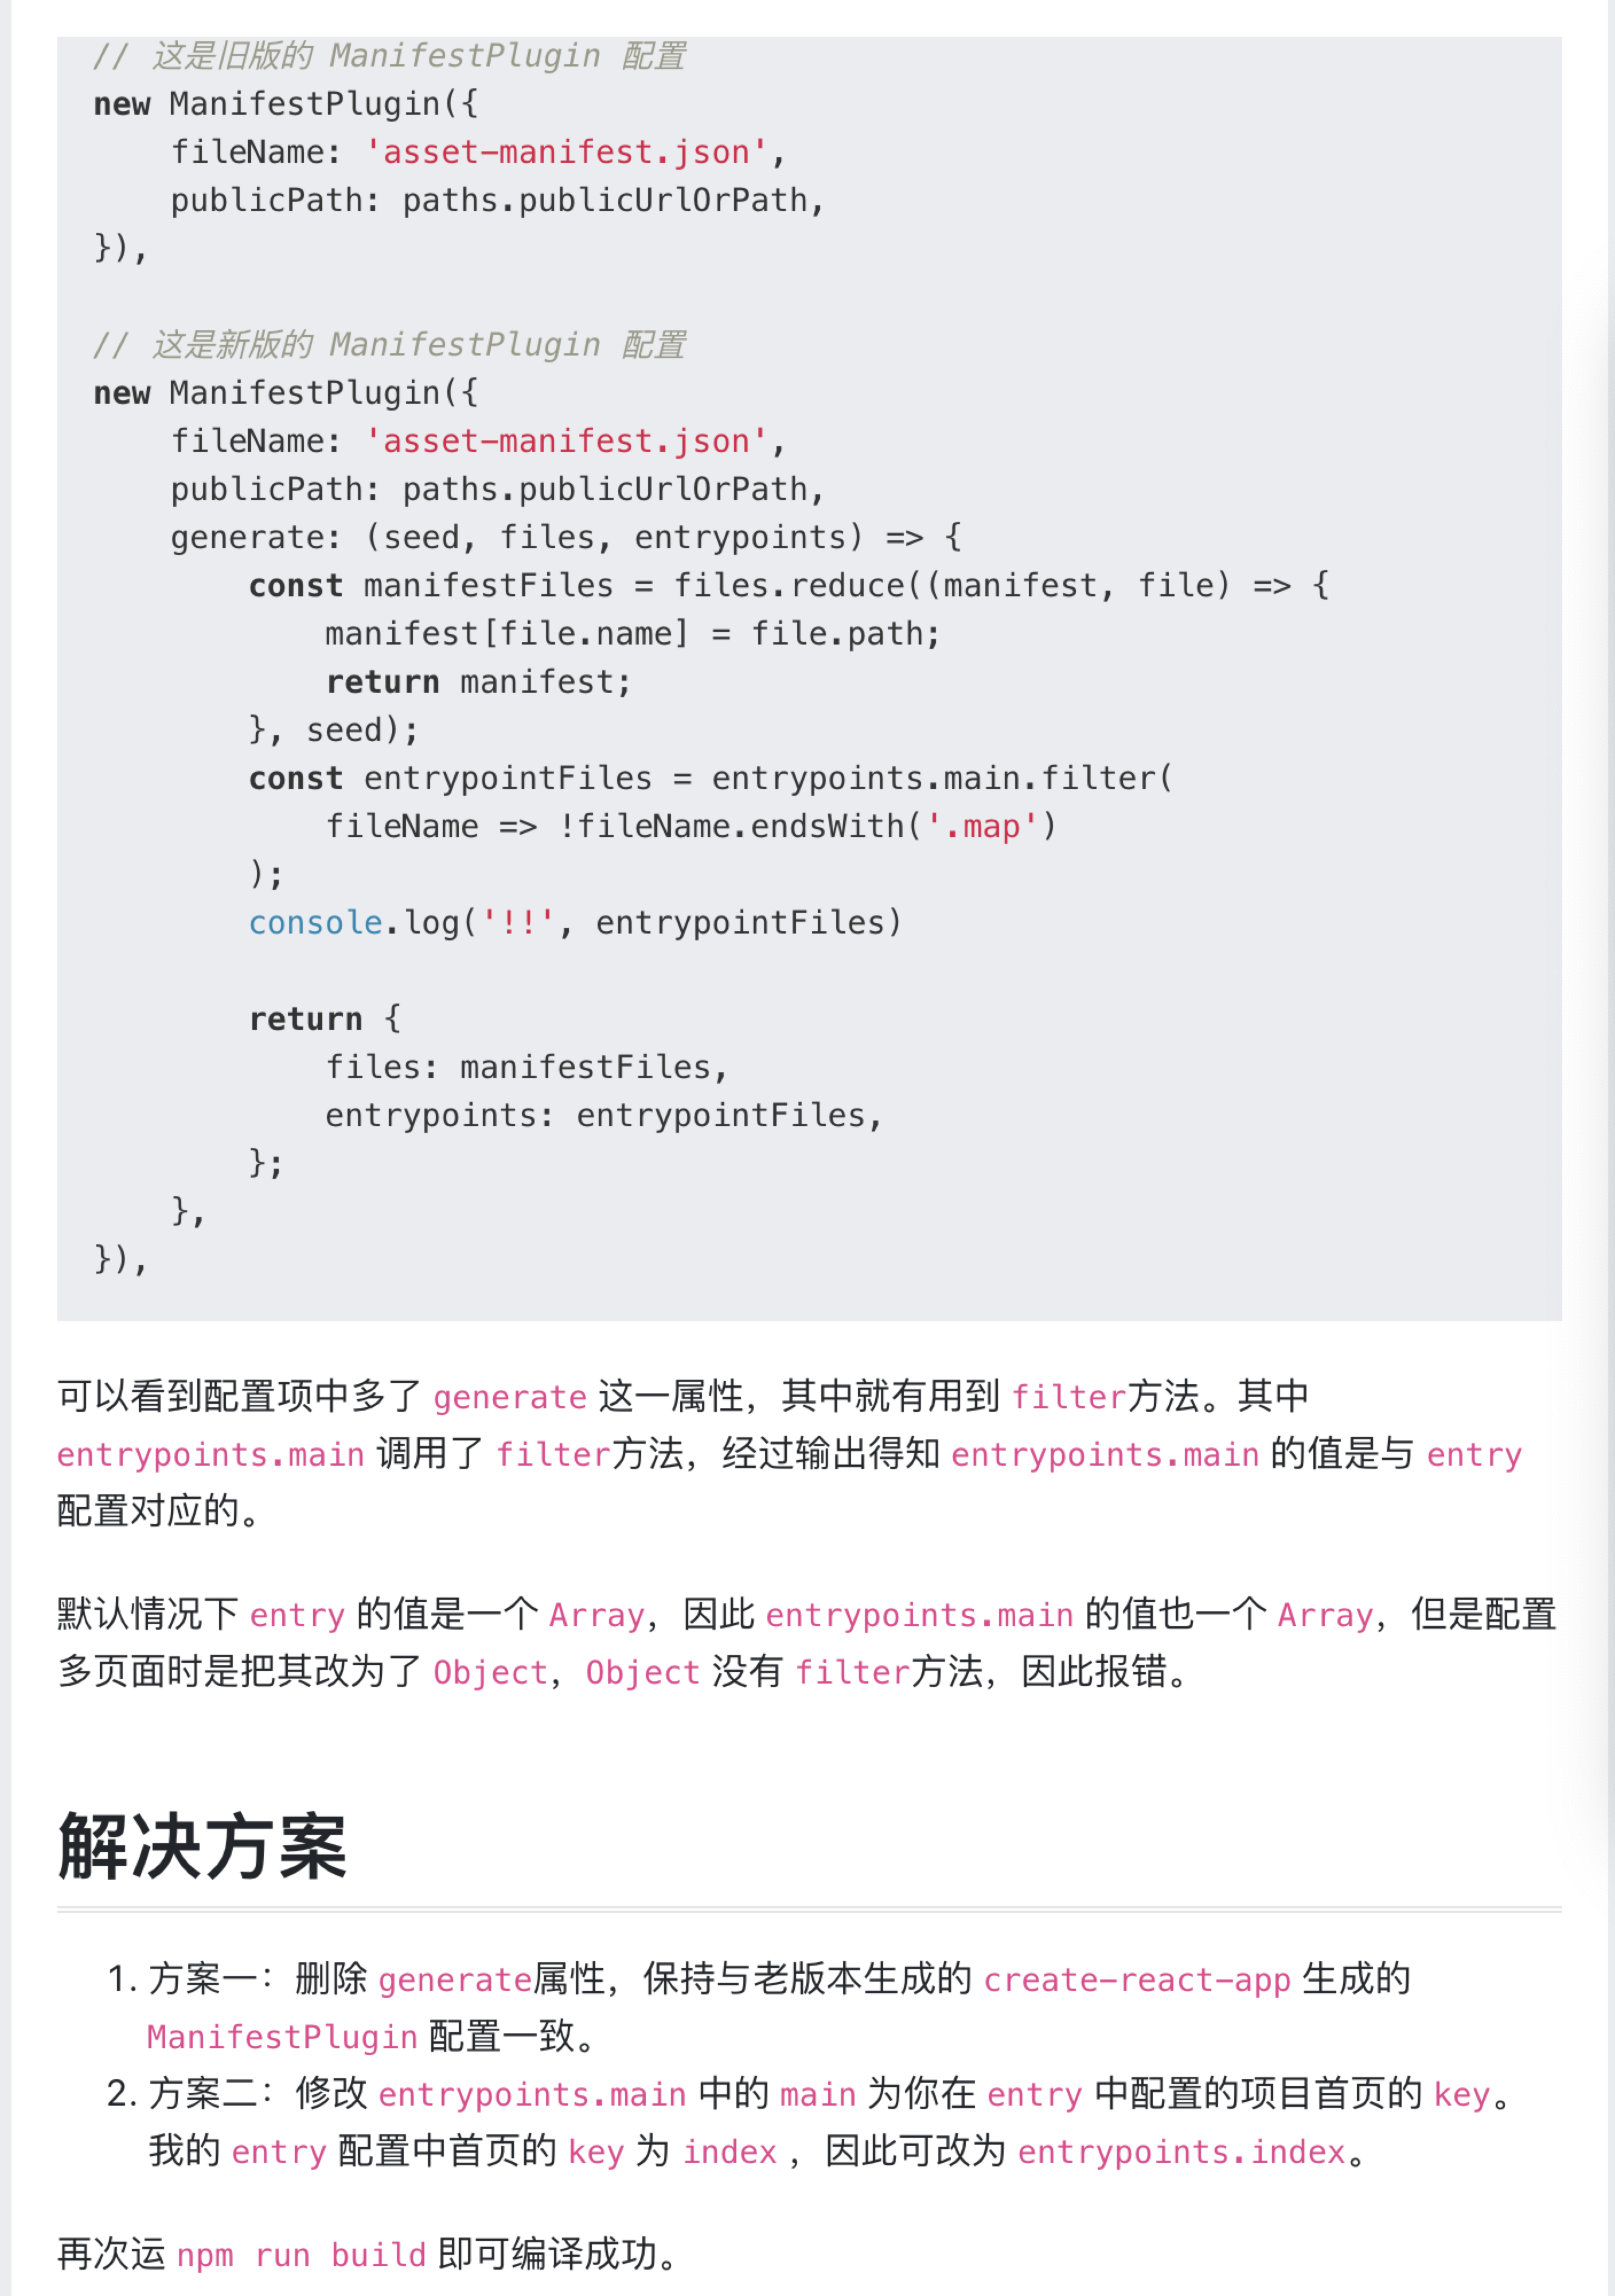 // 这是旧版的 ManifestPlugin 配置
new ManifestPlugin({
    fileName: 'asset-manifest.json',
    publicPath: paths.publicUrlOrPath,
}),

// 这是新版的 ManifestPlugin 配置
new ManifestPlugin({
    fileName: 'asset-manifest.json',
    publicPath: paths.publicUrlOrPath,
    generate: (seed, files, entrypoints) => {
        const manifestFiles = files.reduce((manifest, file) => {
            manifest[file.name] = file.path;
            return manifest;
        }, seed);
        const entrypointFiles = entrypoints.main.filter(
            fileName => !fileName.endsWith('.map')
        );
        console.log('!!', entrypointFiles)

        return {
            files: manifestFiles,
            entrypoints: entrypointFiles,
        };
    },
}),

可以看到配置项中多了 generate 这一属性，其中就有用到 filter方法。其中
entrypoints.main 调用了 filter方法，经过输出得知 entrypoints.main 的值是与 entry
配置对应的。

默认情况下 entry 的值是一个 Array，因此 entrypoints.main 的值也一个 Array，但是配置
多页面时是把其改为了 Object，Object 没有 filter方法，因此报错。

解决方案

1. 方案一：删除 generate属性，保持与老版本生成的 create-react-app 生成的
ManifestPlugin 配置一致。
2. 方案二：修改 entrypoints.main 中的 main 为你在 entry 中配置的项目首页的 key。
我的 entry 配置中首页的 key 为 index ，因此可改为 entrypoints.index。

再次运 npm run build 即可编译成功。